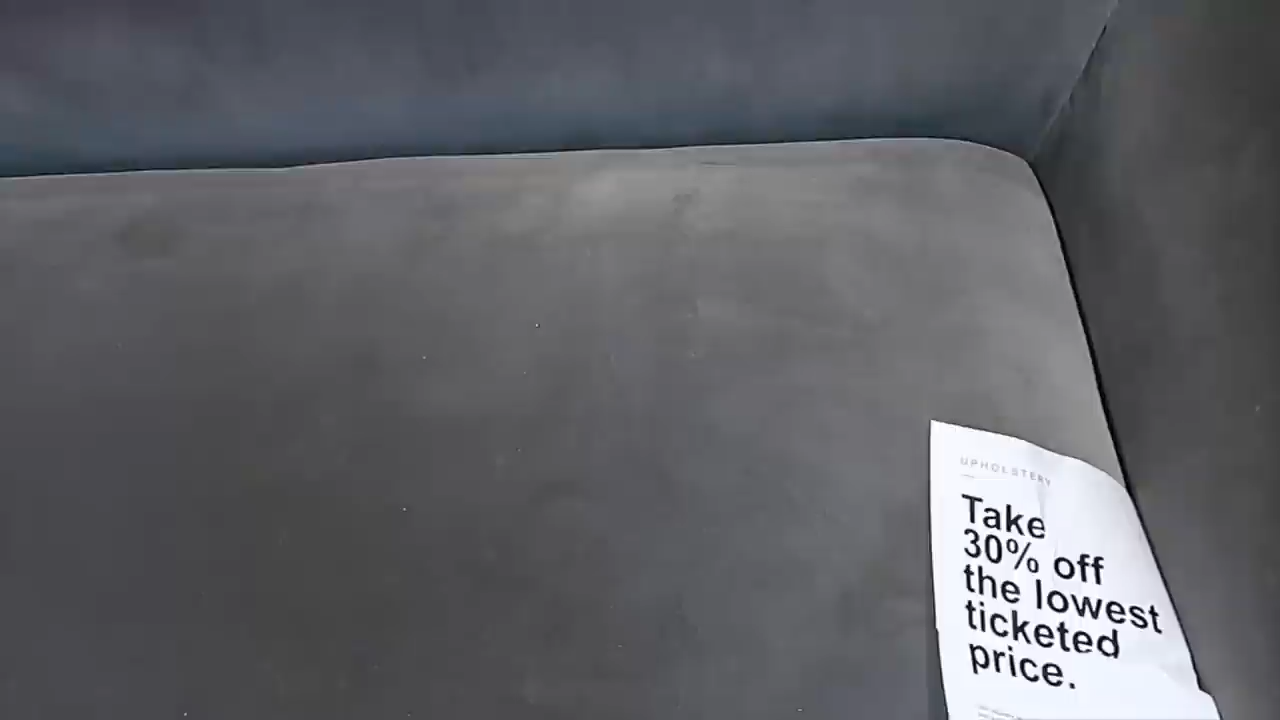 UPHOLSTERY
Take
30% off
the lowest
ticketed
price.